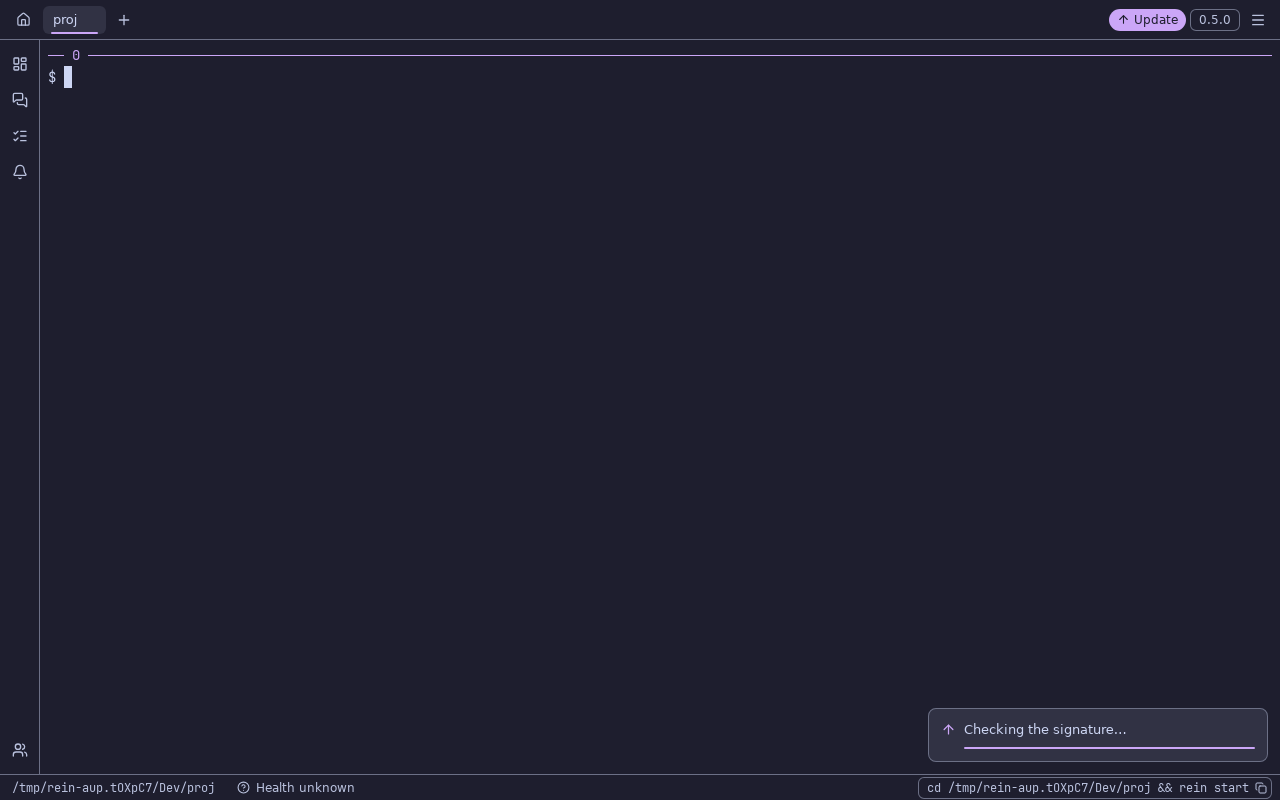 proj
Update
0.5.0
0
$
Checking the signature...
/tmp/rein-aup.tOXpC7/Dev/proj
Health unknown
cd /tmp/rein-aup.tOXpC7/Dev/proj && rein start